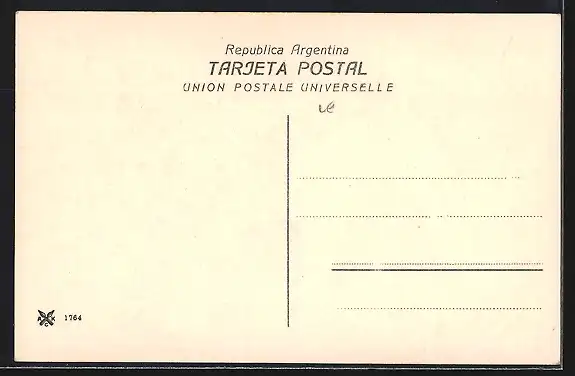 Republica Argentina
TARJETA POSTAL
UNION POSTALE UNIVERSELLE
1764